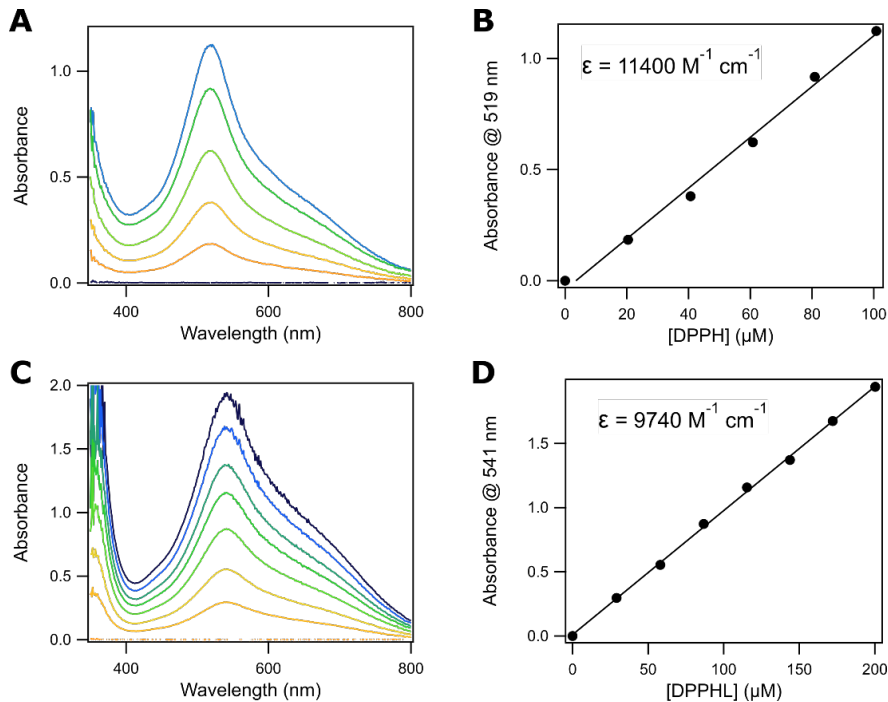 A
Absorbance
1.0
0.5
0.0
400
600
800
Wavelength (nm)
B
Absorbance @ 519 nm
1.0
0.5
0.0
ε = 11400 M⁻¹ cm⁻¹
0
20
40
60
80
100
[DPPH] (µM)
C
Absorbance
2.0
1.5
1.0
0.5
0.0
400
600
800
Wavelength (nm)
D
Absorbance @ 541 nm
1.5
1.0
0.5
0.0
ε = 9740 M⁻¹ cm⁻¹
0
50
100
150
200
[DPPHL] (µM)